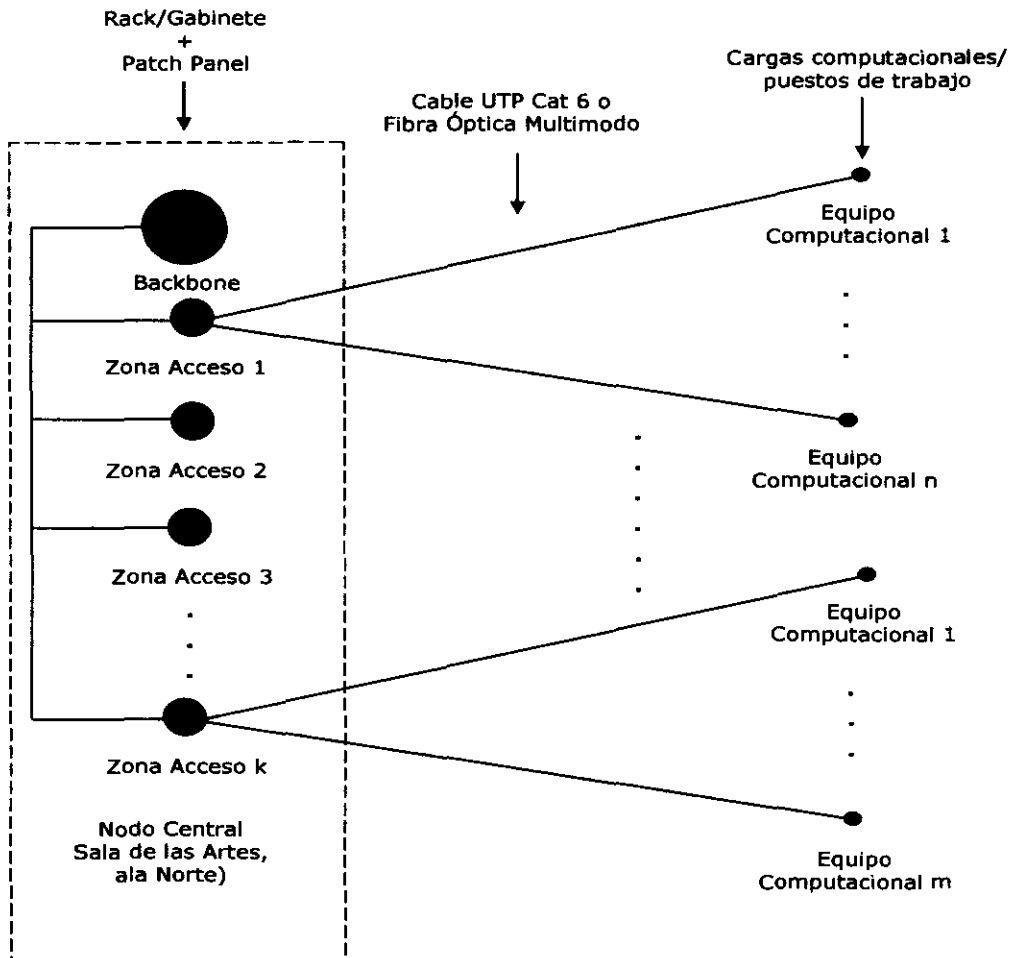 Rack/Gabinete
+
Patch Panel
Cable UTP Cat 6 o
Fibra Óptica Multimodo
Cargas computacionales/
puestos de trabajo
Backbone
Zona Acceso 1
Zona Acceso 2
Zona Acceso 3
Zona Acceso k
Nodo Central
Sala de las Artes,
ala Norte)
Equipo
Computacional 1
Equipo
Computacional n
Equipo
Computacional 1
Equipo
Computacional m